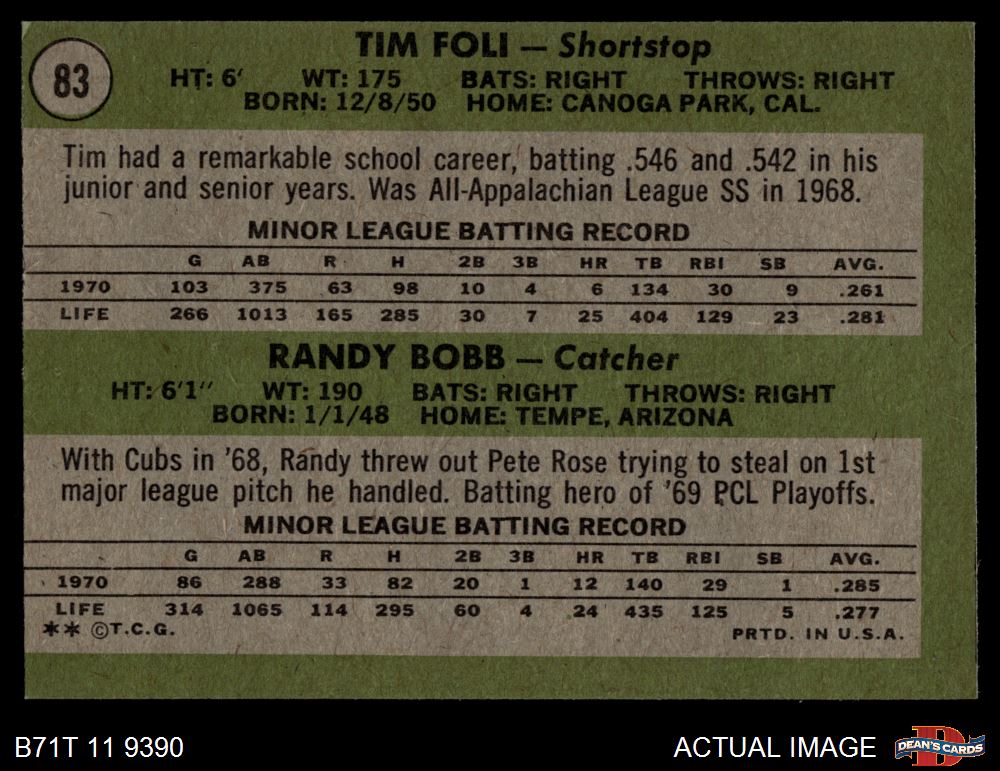 83
TIM FOLI — Shortstop
HT: 6' WT: 175 BATS: RIGHT THROWS: RIGHT
BORN: 12/8/50 HOME: CANOGA PARK, CAL.
Tim had a remarkable school career, batting .546 and .542 in his
junior and senior years. Was All-Appalachian League SS in 1968.
MINOR LEAGUE BATTING RECORD
G AB R H 2B 3B HR TB RBI SB AVG.
1970 103 375 63 98 10 4 6 134 30 9 .261
LIFE 266 1013 165 285 30 7 25 404 129 23 .281
RANDY BOBB — Catcher
HT: 6'1" WT: 190 BATS: RIGHT THROWS: RIGHT
BORN: 1/1/48 HOME: TEMPE, ARIZONA
With Cubs in '68, Randy threw out Pete Rose trying to steal on 1st
major league pitch he handled. Batting hero of '69 PCL Playoffs.
MINOR LEAGUE BATTING RECORD
G AB R H 2B 3B HR TB RBI SB AVG.
1970 86 288 33 82 20 1 12 140 29 1 .285
LIFE 314 1065 114 295 60 4 24 435 125 5 .277
** ©T.C.G. PRTD. IN U.S.A.
B71T 11 9390 ACTUAL IMAGE DEAN'S CARDS